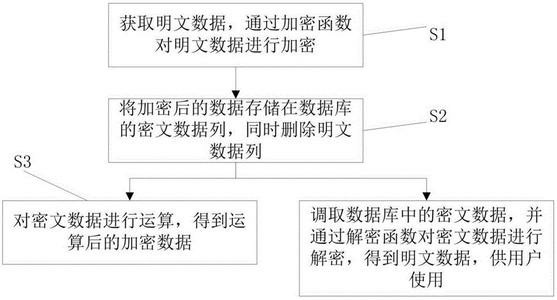 获取明文数据，通过加密函数
对明文数据进行加密
S1
将加密后的数据存储在数据库
的密文数据列，同时删除明文
数据列
S2
S3
对密文数据进行运算，得到运
算后的加密数据
调取数据库中的密文数据，并
通过解密函数对密文数据进行
解密，得到明文数据，供用户
使用